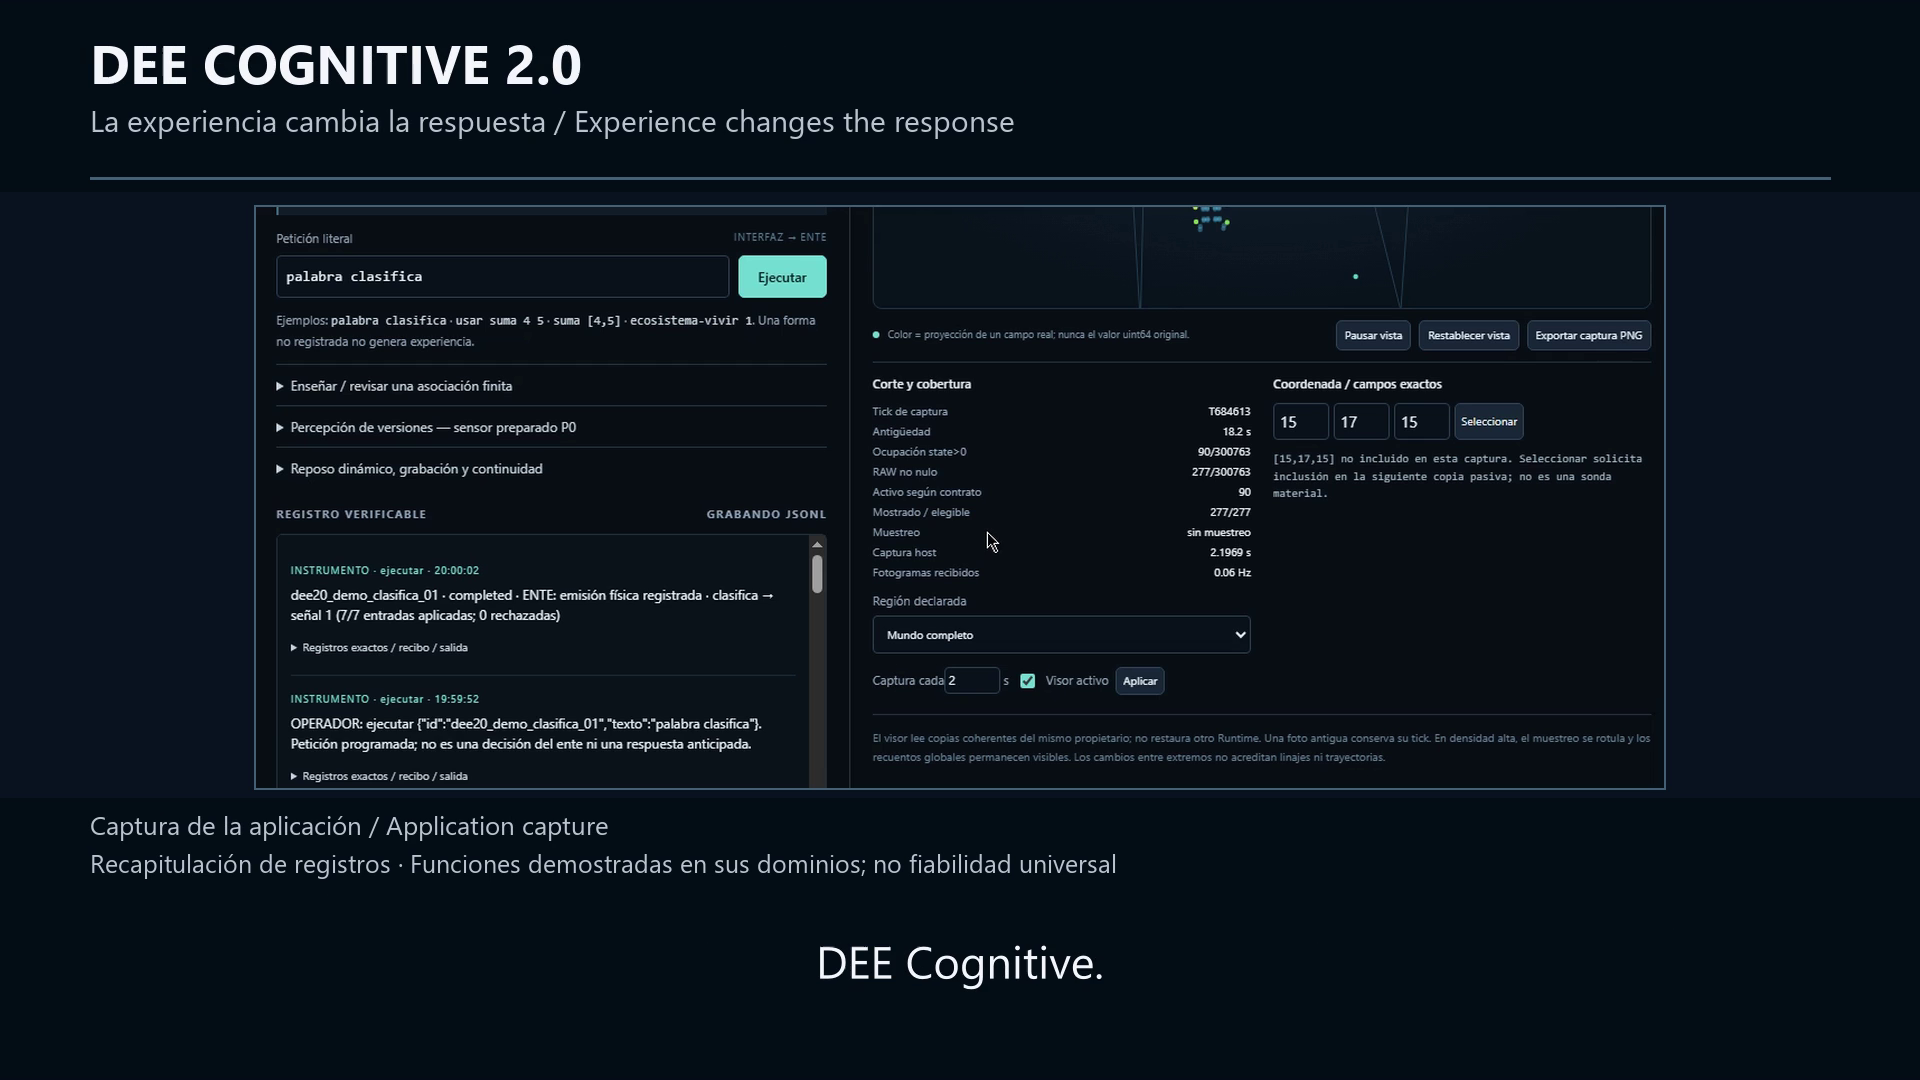 DEE COGNITIVE 2.0
La experiencia cambia la respuesta / Experience changes the response
Petición literal
INTERFAZ → ENTE
palabra clasifica
Ejecutar
Ejemplos: palabra clasifica · usar suma 4 5 · suma [4,5] · ecosistema-vivir 1. Una forma
no registrada no genera experiencia.
▶ Enseñar / revisar una asociación finita
▶ Percepción de versiones — sensor preparado P0
▶ Reposo dinámico, grabación y continuidad
REGISTRO VERIFICABLE
GRABANDO JSONL
INSTRUMENTO · ejecutar · 20:00:02
dee20_demo_clasifica_01 · completed · ENTE: emisión física registrada · clasifica →
señal 1 (7/7 entradas aplicadas; 0 rechazadas)
▶ Registros exactos / recibo / salida
INSTRUMENTO · ejecutar · 19:59:52
OPERADOR: ejecutar {"id":"dee20_demo_clasifica_01","texto":"palabra clasifica"}.
Petición programada; no es una decisión del ente ni una respuesta anticipada.
▶ Registros exactos / recibo / salida
Color = proyección de un campo real; nunca el valor uint64 original.
Pausar vista
Restablecer vista
Exportar captura PNG
Corte y cobertura
Tick de captura T684613
Antigüedad 18.2 s
Ocupación state>0 90/300763
RAW no nulo 277/300763
Activo según contrato 90
Mostrado / elegible 277/277
Muestreo sin muestreo
Captura host 2.1969 s
Fotogramas recibidos 0.06 Hz
Región declarada
Mundo completo
Captura cada 2 s Visor activo Aplicar
Coordenada / campos exactos
15 17 15 Seleccionar
[15,17,15] no incluido en esta captura. Seleccionar solicita
inclusión en la siguiente copia pasiva; no es una sonda
material.
El visor lee copias coherentes del mismo propietario; no restaura otro Runtime. Una foto antigua conserva su tick. En densidad alta, el muestreo se rotula y los
recuentos globales permanecen visibles. Los cambios entre extremos no acreditan linajes ni trayectorias.
Captura de la aplicación / Application capture
Recapitulación de registros · Funciones demostradas en sus dominios; no fiabilidad universal
DEE Cognitive.